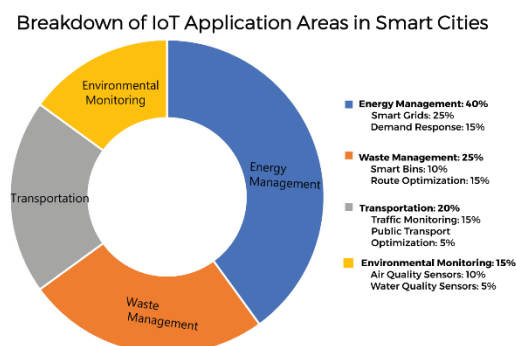 Breakdown of IoT Application Areas in Smart Cities
Environmental
Monitoring
Energy
Management
Transportation
Waste
Management
Energy Management: 40%
Smart Grids: 25%
Demand Response: 15%
Waste Management: 25%
Smart Bins: 10%
Route Optimization: 15%
Transportation: 20%
Traffic Monitoring: 15%
Public Transport
Optimization: 5%
Environmental Monitoring: 15%
Air Quality Sensors: 10%
Water Quality Sensors: 5%